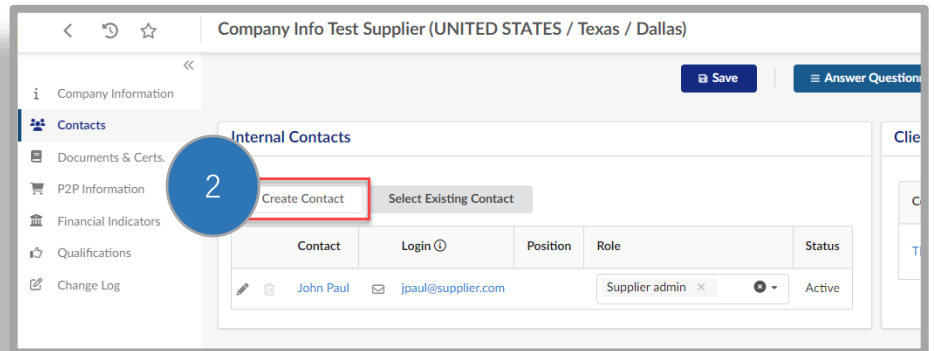 Company Info Test Supplier (UNITED STATES / Texas / Dallas)
Save
Answer Questionn
Company Information
Contacts
Documents & Certs.
P2P Information
Financial Indicators
Qualifications
Change Log
2
Internal Contacts
Create Contact
Select Existing Contact
Contact Login Position Role Status
John Paul jpaul@supplier.com Supplier admin × Active
Clie